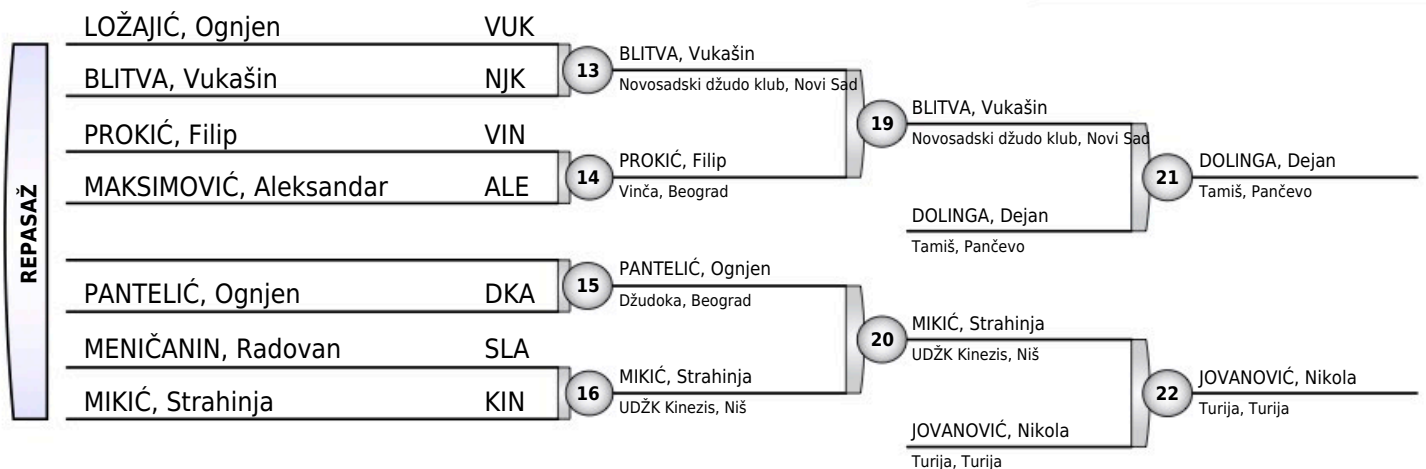 REPASAŽ
LOŽAJIĆ, Ognjen VUK
BLITVA, Vukašin NJK
PROKIĆ, Filip VIN
MAKSIMOVIĆ, Aleksandar ALE
PANTELIĆ, Ognjen DKA
MENIČANIN, Radovan SLA
MIKIĆ, Strahinja KIN
13
BLITVA, Vukašin
Novosadski džudo klub, Novi Sad
14
PROKIĆ, Filip
Vinča, Beograd
15
PANTELIĆ, Ognjen
Džudoka, Beograd
16
MIKIĆ, Strahinja
UDŽK Kinezis, Niš
19
BLITVA, Vukašin
Novosadski džudo klub, Novi Sad
DOLINGA, Dejan
Tamiš, Pančevo
20
MIKIĆ, Strahinja
UDŽK Kinezis, Niš
JOVANOVIĆ, Nikola
Turija, Turija
21
DOLINGA, Dejan
Tamiš, Pančevo
22
JOVANOVIĆ, Nikola
Turija, Turija